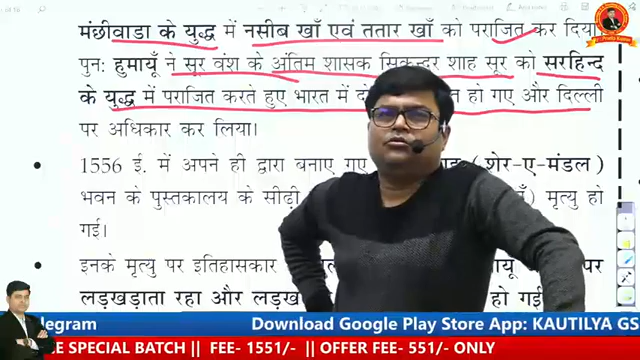 मंछीवाडा के युद्ध में नसीब खाँ एवं ततार खाँ को पराजित कर दिया
पुनः हुमायूँ ने सूर वंश के अंतिम शासक सिकन्दर शाह सूर को सरहिन्द
के युद्ध में पराजित करते हुए भारत में हो गए और दिल्ली
पर अधिकार कर लिया।
• 1556 ई. में अपने ही द्वारा बनाए गए (शेर-ए-मंडल)
भवन के पुस्तकालय के सीढ़ी मृत्यु हो
गई।
• इनके मृत्यु पर इतिहासकार पर
लड़खड़ाता रहा और हो गई
elegram Download Google Play Store App: KAUTILYA GS
E SPECIAL BATCH || FEE- 1551/- || OFFER FEE- 551/- ONLY